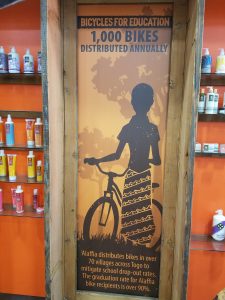 BICYCLES FOR EDUCATION
1,000 BIKES
DISTRIBUTED ANNUALLY
Alaffia distributes bikes in over
70 villages across Togo to
mitigate school drop-out rates.
The graduation rate for Alaffia
bike recipients is over 90%.